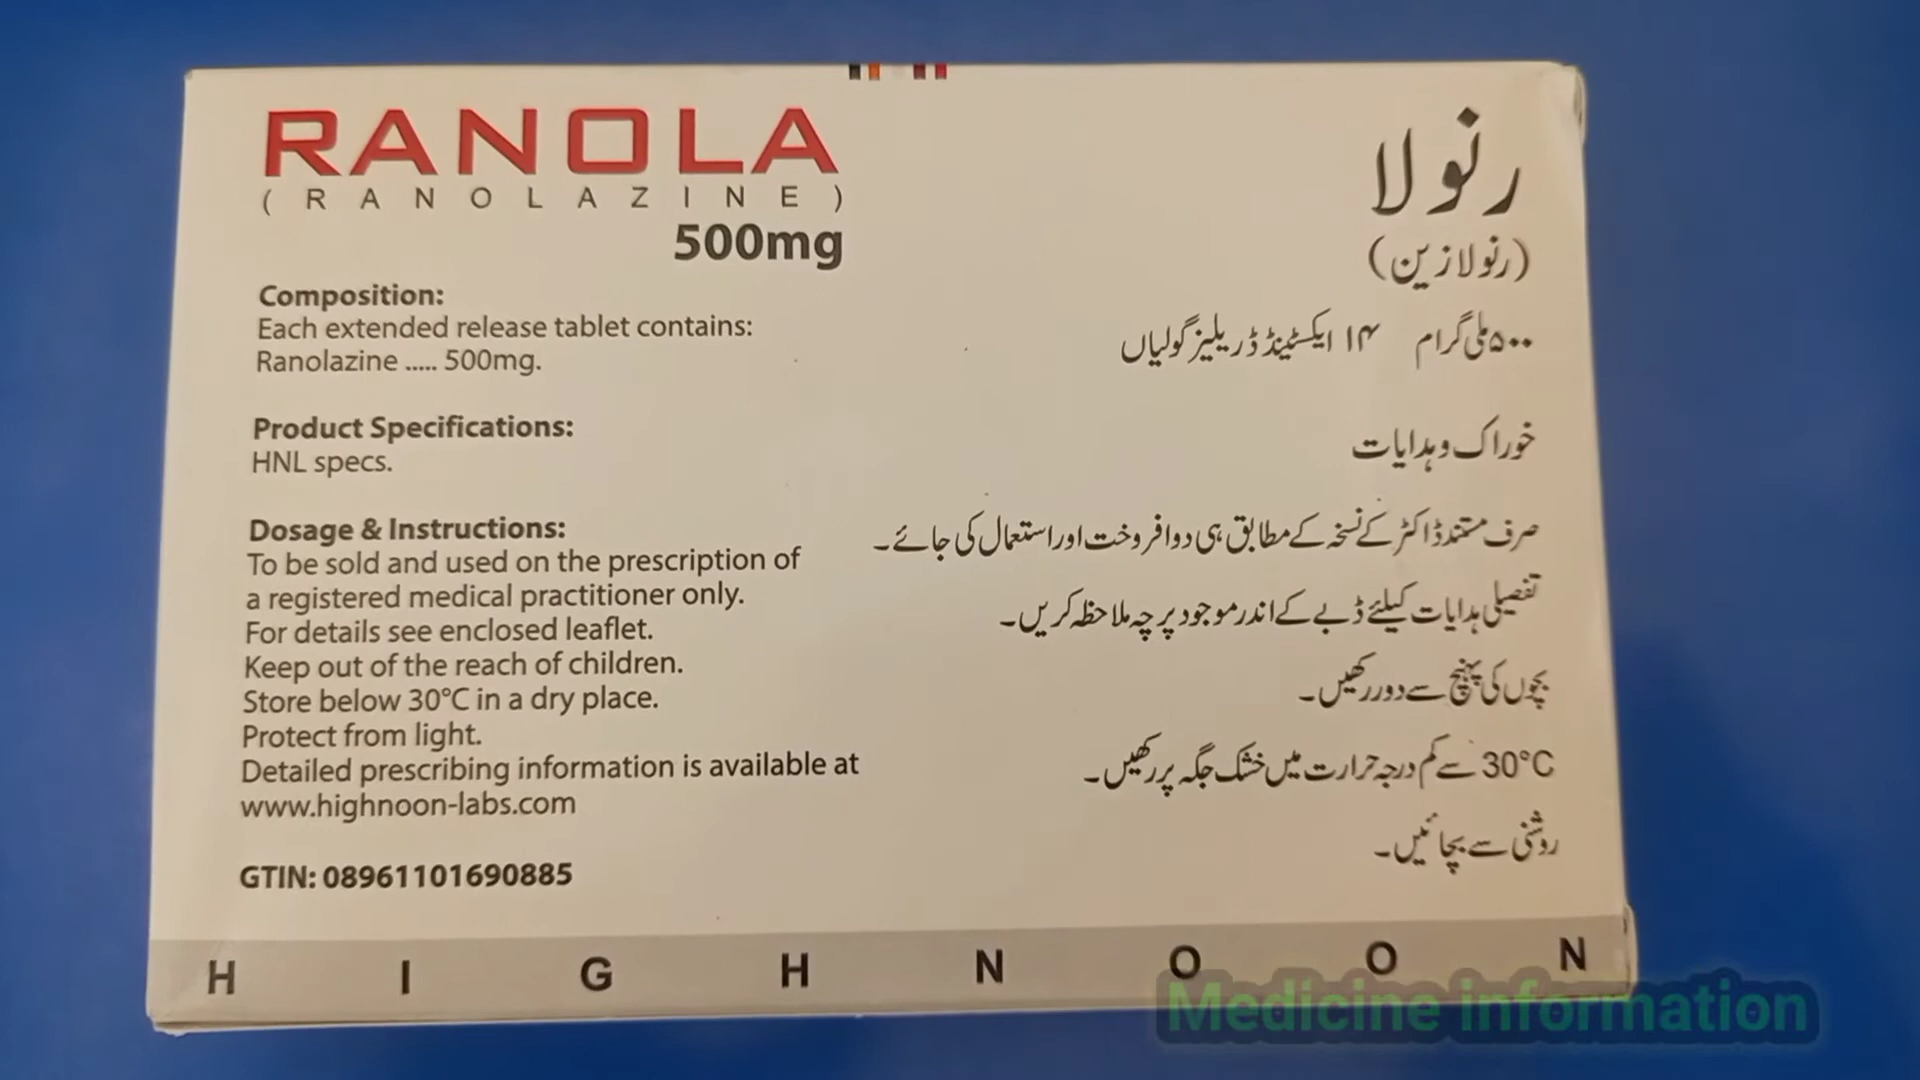 RANOLA
(RANOLAZINE)
500mg
Composition:
Each extended release tablet contains:
Ranolazine ..... 500mg.
Product Specifications:
HNL specs.
Dosage & Instructions:
To be sold and used on the prescription of
a registered medical practitioner only.
For details see enclosed leaflet.
Keep out of the reach of children.
Store below 30°C in a dry place.
Protect from light.
Detailed prescribing information is available at
www.highnoon-labs.com
GTIN: 08961101690885
رنولا
(رنولازین)
۵۰۰ ملی گرام ۱۴ ایکسٹینڈڈ ریلیز گولیاں
خوراک و ہدایات
صرف مستند ڈاکٹر کے نسخہ کے مطابق ہی دوا فروخت اور استعمال کی جائے۔
تفصیلی ہدایات کیلئے ڈبے کے اندر موجود پرچہ ملاحظہ کریں۔
بچوں کی پہنچ سے دور رکھیں۔
30°C سے کم درجہ حرارت میں خشک جگہ پر رکھیں۔
روشنی سے بچائیں۔
HIGHNOON
Medicine information